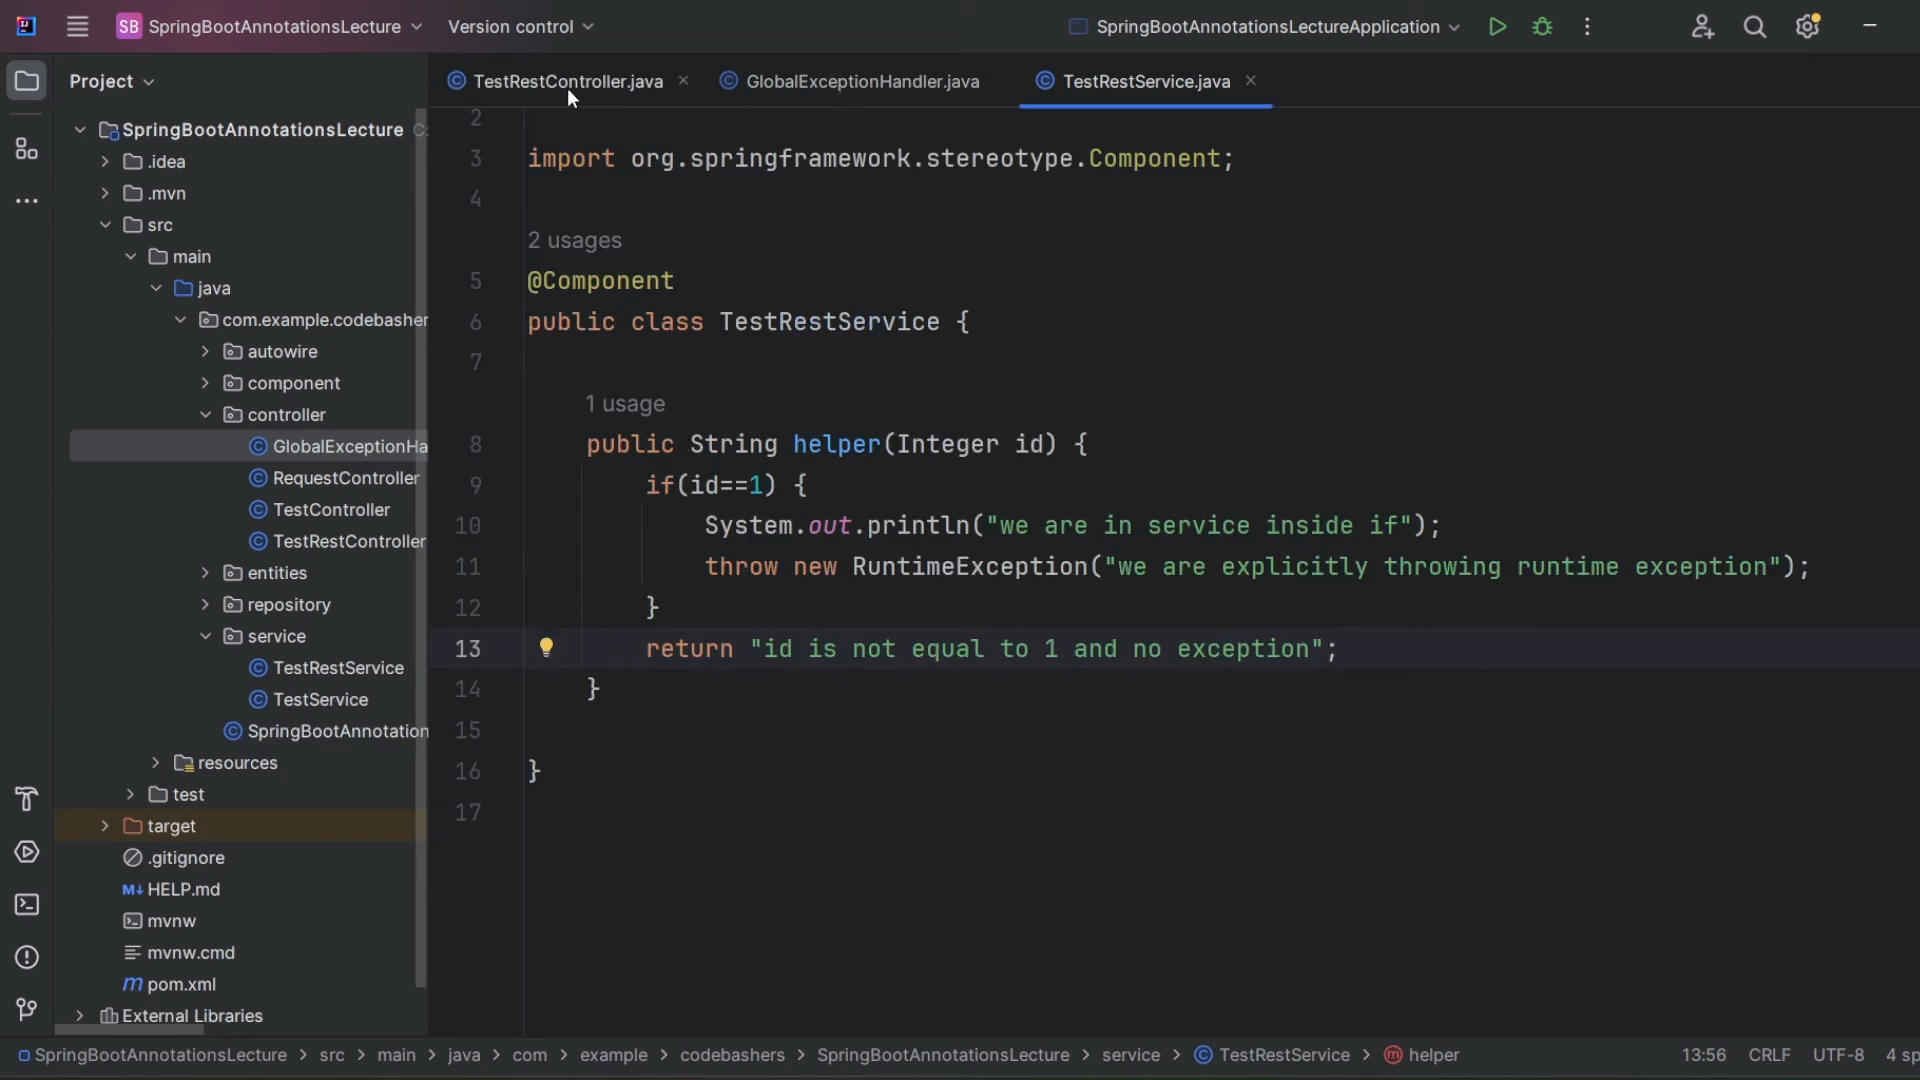 SB SpringBootAnnotationsLecture Version control SpringBootAnnotationsLectureApplication
Project
TestRestController.java GlobalExceptionHandler.java TestRestService.java
SpringBootAnnotationsLecture C:
.idea
.mvn
src
main
java
com.example.codebasher
autowire
component
controller
GlobalExceptionHa
RequestController
TestController
TestRestController
entities
repository
service
TestRestService
TestService
SpringBootAnnotation
resources
test
target
.gitignore
M↓ HELP.md
mvnw
mvnw.cmd
m pom.xml
External Libraries
2
3 import org.springframework.stereotype.Component;
4
2 usages
5 @Component
6 public class TestRestService {
7
1 usage
8 public String helper(Integer id) {
9 if(id==1) {
10 System.out.println("we are in service inside if");
11 throw new RuntimeException("we are explicitly throwing runtime exception");
12 }
13 return "id is not equal to 1 and no exception";
14 }
15
16 }
17
SpringBootAnnotationsLecture > src > main > java > com > example > codebashers > SpringBootAnnotationsLecture > service > TestRestService > helper 13:56 CRLF UTF-8 4 sp